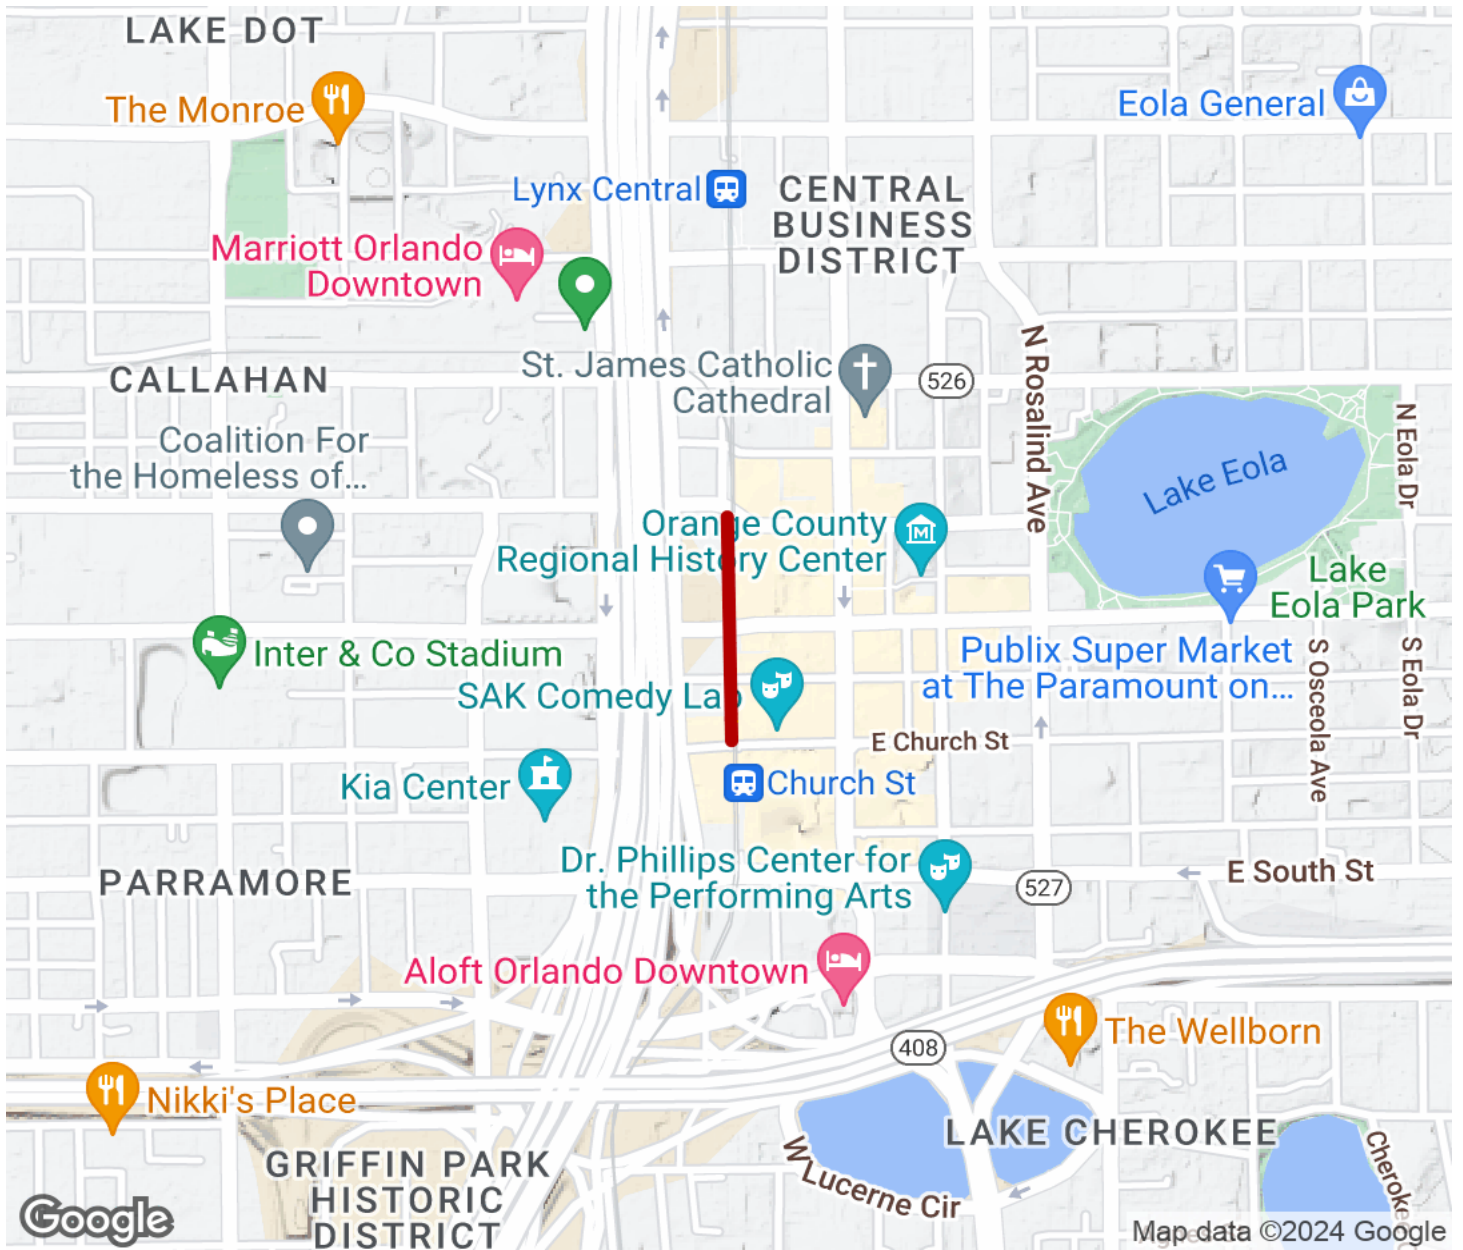 LAKE DOT
The Monroe
Eola General
Lynx Central
CENTRAL
BUSINESS
DISTRICT
Marriott Orlando
Downtown
N Rosalind Ave
St. James Catholic
Cathedral
526
CALLAHAN
N Eola Dr
Coalition For
the Homeless of...
Lake Eola
Orange County
Regional History Center
M
Lake
Eola Park
Inter & Co Stadium
Publix Super Market
at The Paramount on...
S Osceola Ave
S Eola Dr
SAK Comedy Lab
E Church St
Kia Center
Church St
Dr. Phillips Center for
the Performing Arts
E South St
527
PARRAMORE
Aloft Orlando Downtown
The Wellborn
408
Nikki's Place
LAKE CHEROKEE
W Lucerne Cir
GRIFFIN PARK
HISTORIC
DISTRICT
Google
Map data ©2024 Google